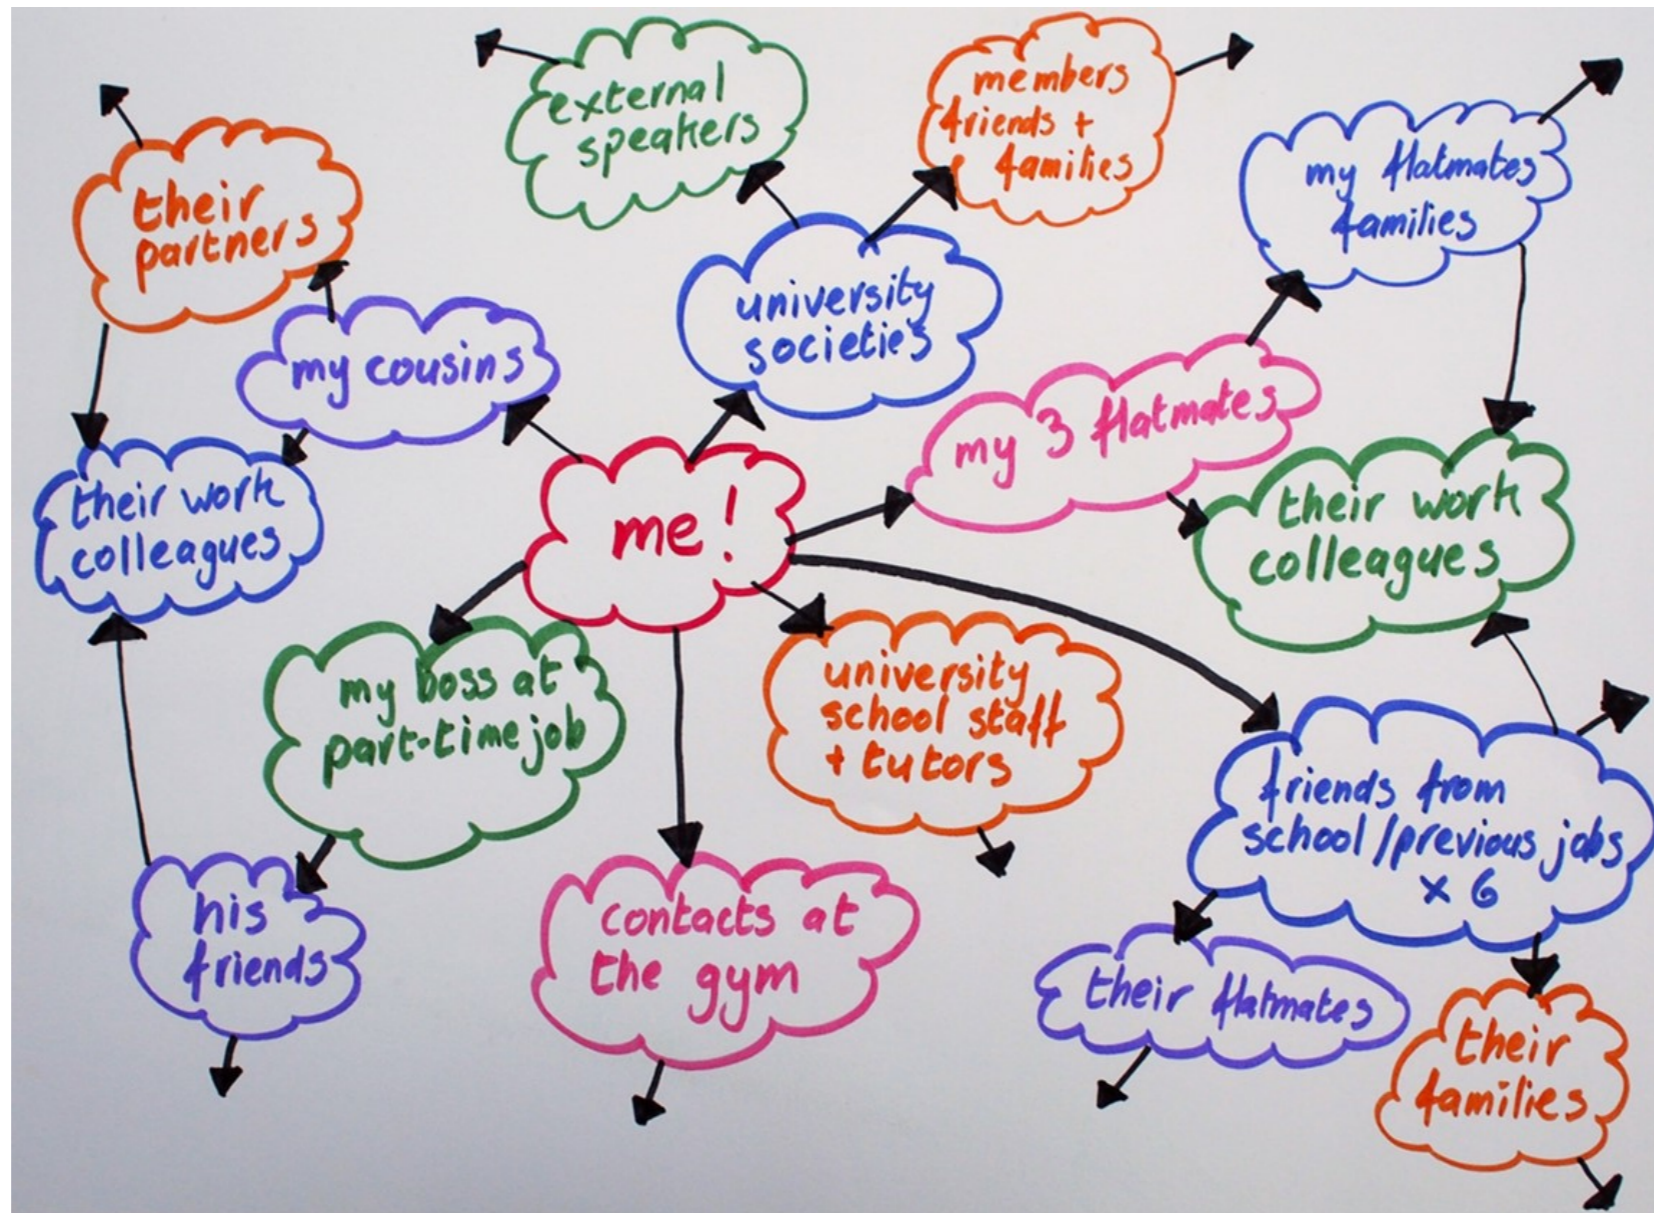 external
speakers
members
friends +
families
my flatmates
families
their
partners
university
societies
my cousins
my 3 flatmates
their work
colleagues
me!
their work
colleagues
my boss at
part-time job
university
school staff
+ tutors
friends from
school/previous jobs
x 6
his
friends
contacts at
the gym
their flatmates
their
families